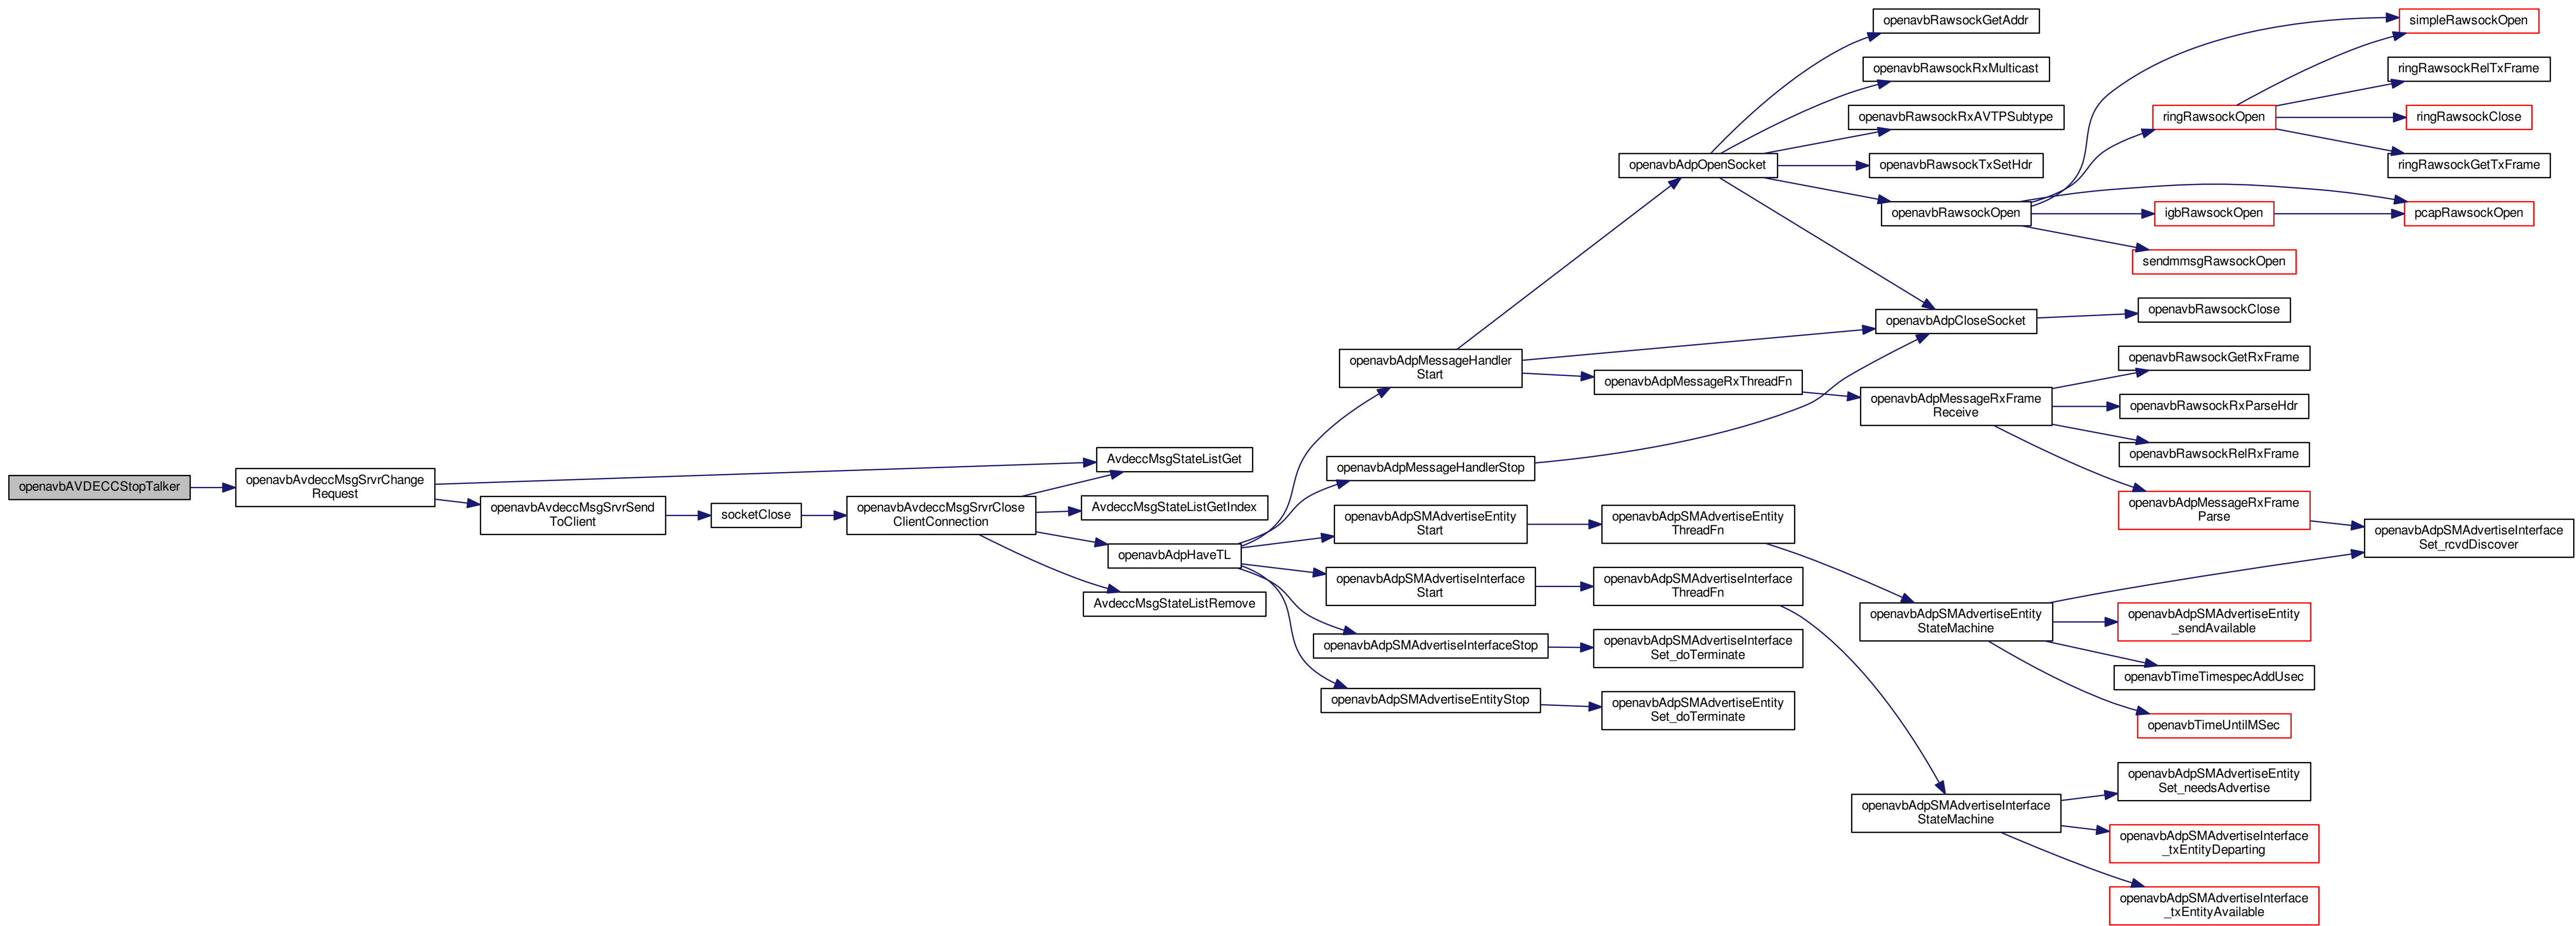 openavbAVDECCStopTalker
openavbAvdeccMsgSrvrChange
Request
AvdeccMsgStateListGet
openavbAvdeccMsgSrvrSend
ToClient
socketClose
openavbAvdeccMsgSrvrClose
ClientConnection
AvdeccMsgStateListGetIndex
openavbAdpHaveTL
AvdeccMsgStateListRemove
openavbAdpMessageHandler
Start
openavbAdpMessageHandlerStop
openavbAdpSMAdvertiseEntity
Start
openavbAdpSMAdvertiseInterface
Start
openavbAdpSMAdvertiseInterfaceStop
openavbAdpSMAdvertiseEntityStop
openavbAdpOpenSocket
openavbAdpMessageRxThreadFn
openavbAdpSMAdvertiseEntity
ThreadFn
openavbAdpSMAdvertiseInterface
ThreadFn
openavbAdpSMAdvertiseInterface
Set_doTerminate
openavbAdpSMAdvertiseEntity
Set_doTerminate
openavbRawsockGetAddr
openavbRawsockRxMulticast
openavbRawsockRxAVTPSubtype
openavbRawsockTxSetHdr
openavbRawsockOpen
openavbAdpCloseSocket
openavbAdpMessageRxFrame
Receive
openavbAdpSMAdvertiseEntity
StateMachine
openavbAdpSMAdvertiseInterface
StateMachine
ringRawsockOpen
igbRawsockOpen
sendmmsgRawsockOpen
openavbRawsockClose
openavbRawsockGetRxFrame
openavbRawsockRxParseHdr
openavbRawsockRelRxFrame
openavbAdpMessageRxFrame
Parse
openavbAdpSMAdvertiseEntity
_sendAvailable
openavbTimeTimespecAddUsec
openavbTimeUntilMSec
openavbAdpSMAdvertiseEntity
Set_needsAdvertise
openavbAdpSMAdvertiseInterface
_txEntityDeparting
openavbAdpSMAdvertiseInterface
_txEntityAvailable
simpleRawsockOpen
ringRawsockRelTxFrame
ringRawsockClose
ringRawsockGetTxFrame
pcapRawsockOpen
openavbAdpSMAdvertiseInterface
Set_rcvdDiscover